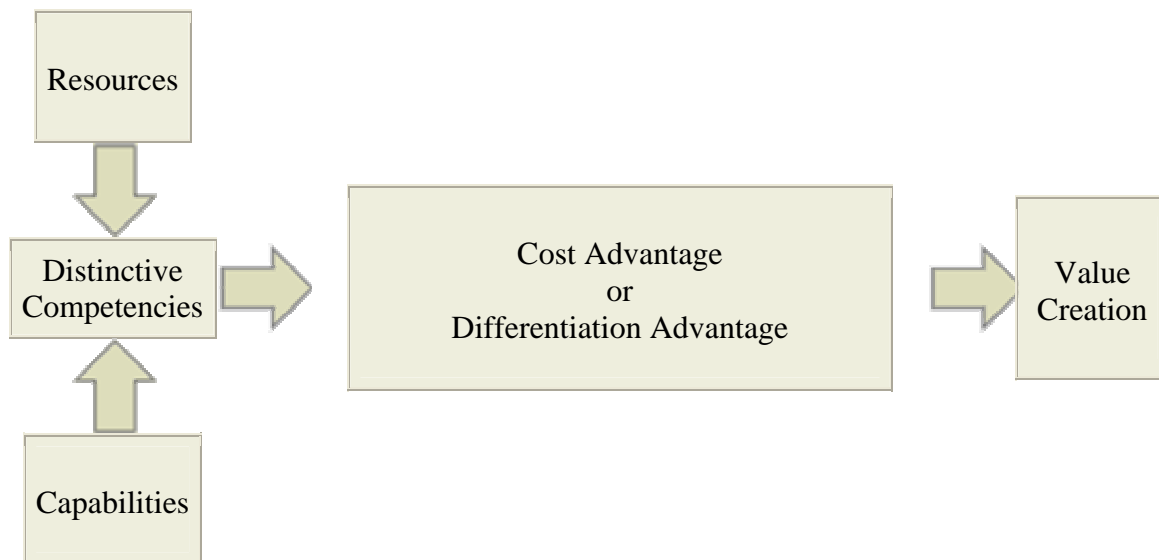 Resources
Distinctive
Competencies
Capabilities
Cost Advantage
or
Differentiation Advantage
Value
Creation